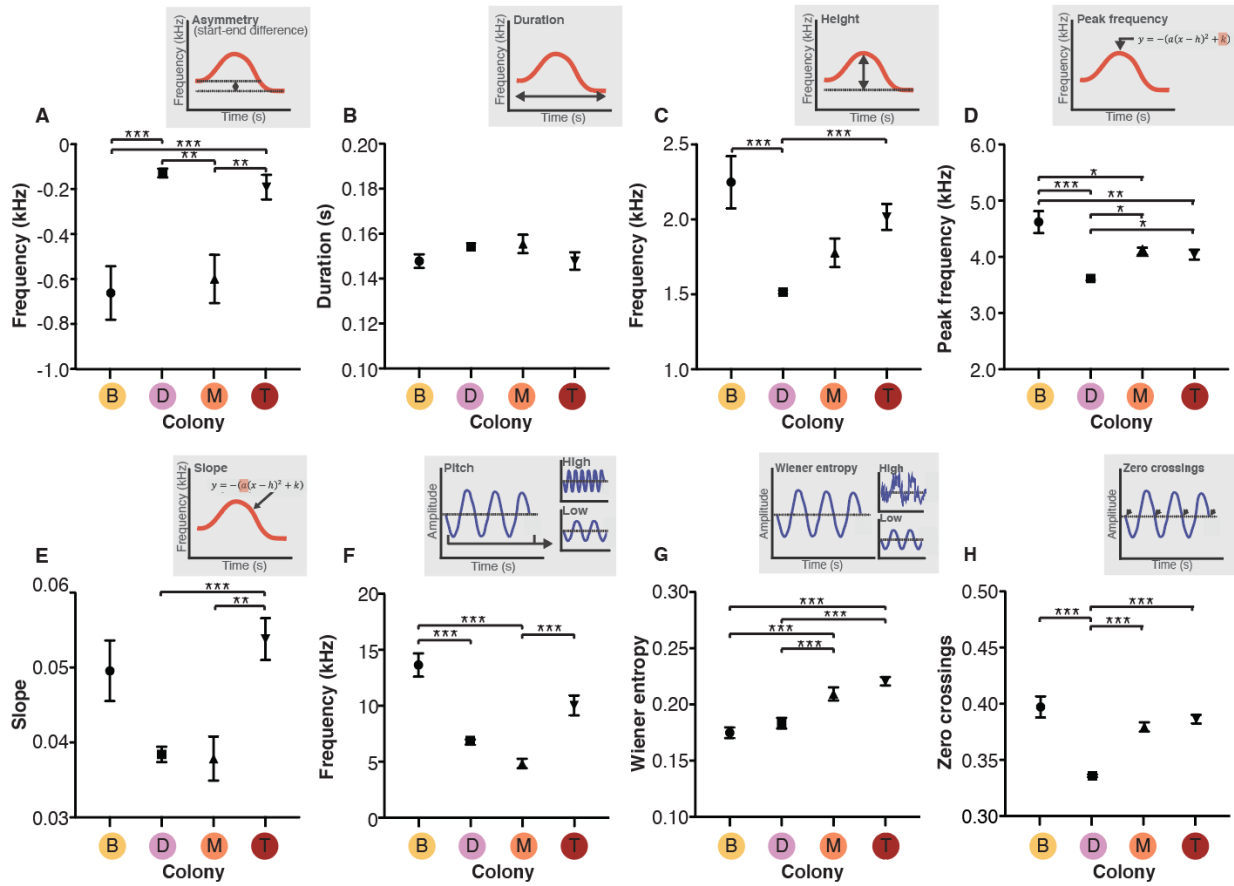 Asymmetry
(start-end difference)
Frequency (kHz)
Time (s)
Duration
Frequency (kHz)
Time (s)
Height
Frequency (kHz)
Time (s)
Peak frequency
y = −(a(x − h)² + k)
Frequency (kHz)
Time (s)
A
***
***
**
**
0
-0.2
-0.4
-0.6
-0.8
-1.0
Frequency (kHz)
B D M T
Colony
B
0.20
0.18
0.16
0.14
0.12
0.10
Duration (s)
B D M T
Colony
C
***
***
2.5
2.0
1.5
1.0
Frequency (kHz)
B D M T
Colony
D
*
***
**
*
*
6.0
5.0
4.0
3.0
2.0
Peak frequency (kHz)
B D M T
Colony
Slope
y = −(a(x − h)² + k)
Frequency (kHz)
Time (s)
Pitch
High
Low
Amplitude
Time (s)
Wiener entropy
High
Low
Amplitude
Time (s)
Zero crossings
Amplitude
Time (s)
E
***
**
0.06
0.05
0.04
0.03
Slope
B D M T
Colony
F
***
***
***
20
15
10
5
0
Frequency (kHz)
B D M T
Colony
G
***
***
***
***
0.30
0.25
0.20
0.15
0.10
Wiener entropy
B D M T
Colony
H
***
***
***
0.50
0.45
0.40
0.35
0.30
Zero crossings
B D M T
Colony